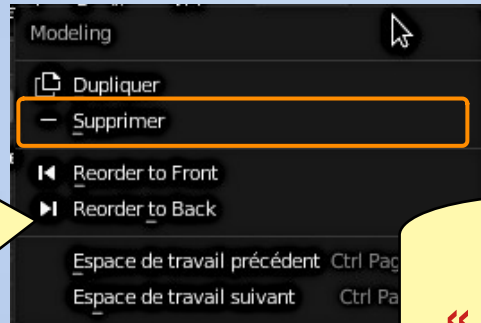 Modeling
Dupliquer
Supprimer
Reorder to Front
Reorder to Back
Espace de travail précédent Ctrl Pag
Espace de travail suivant Ctrl Pa
“